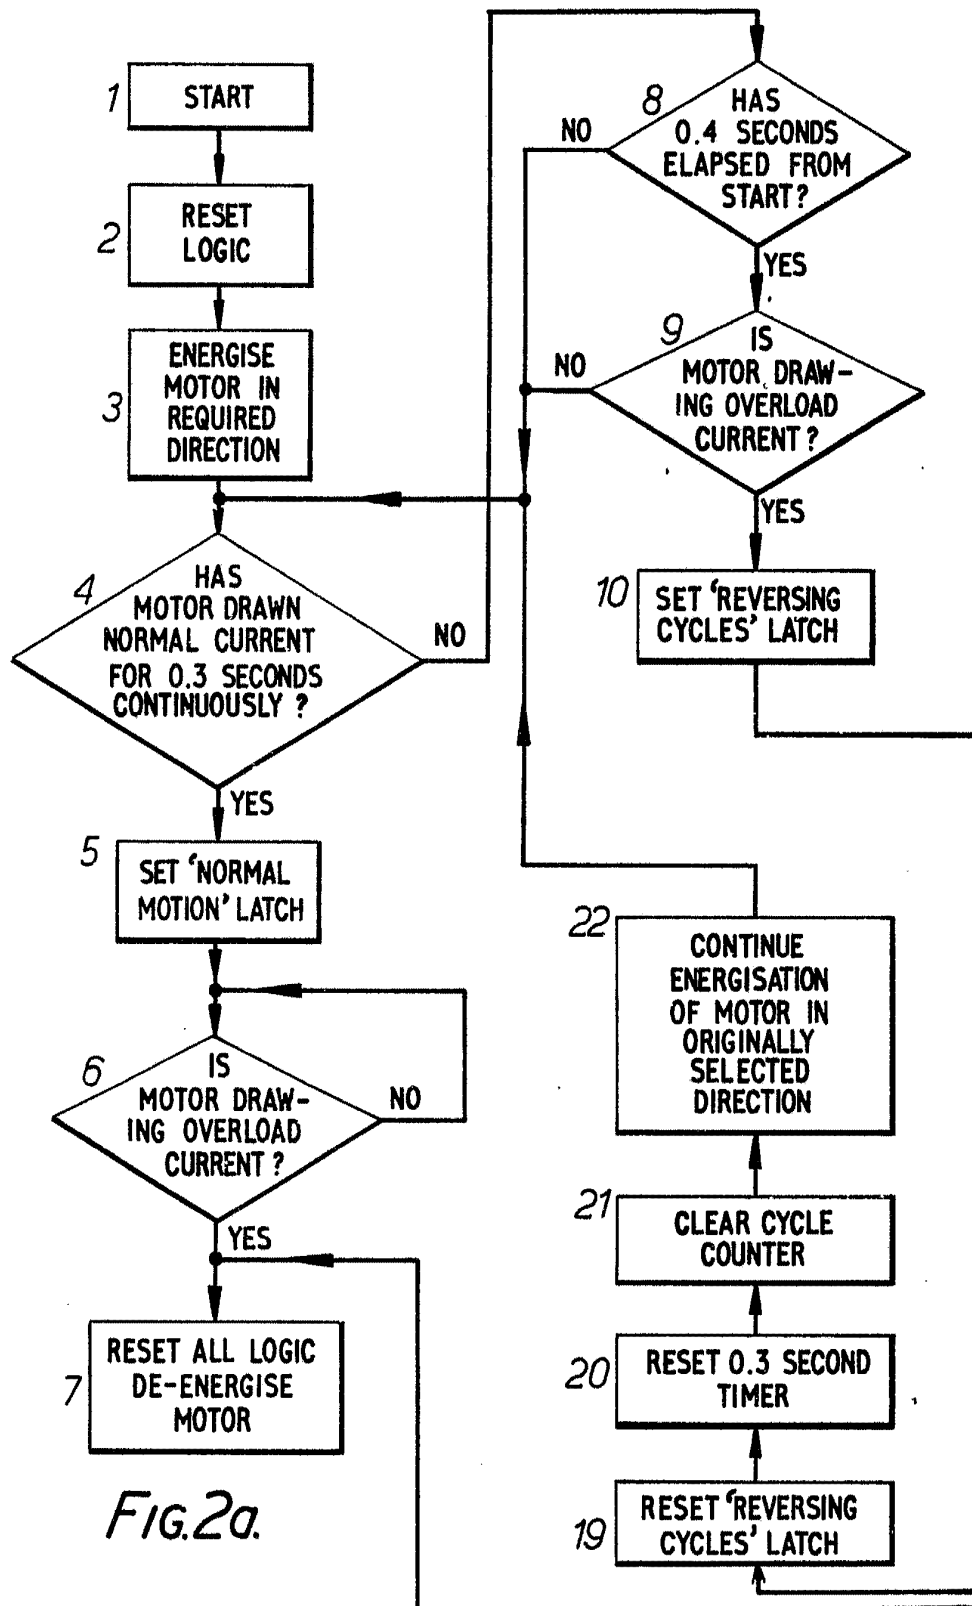 1
START
2
RESET
LOGIC
3
ENERGISE
MOTOR IN
REQUIRED
DIRECTION
4
HAS
MOTOR DRAWN
NORMAL CURRENT
FOR 0.3 SECONDS
CONTINUOUSLY ?
NO
YES
5
SET 'NORMAL
MOTION' LATCH
6
IS
MOTOR DRAW-
ING OVERLOAD
CURRENT ?
NO
YES
7
RESET ALL LOGIC
DE-ENERGISE
MOTOR
FIG.2a.
8
HAS
0.4 SECONDS
ELAPSED FROM
START?
NO
YES
9
IS
MOTOR DRAW-
ING OVERLOAD
CURRENT ?
NO
YES
10
SET 'REVERSING
CYCLES' LATCH
22
CONTINUE
ENERGISATION
OF MOTOR IN
ORIGINALLY
SELECTED
DIRECTION
21
CLEAR CYCLE
COUNTER
20
RESET 0.3 SECOND
TIMER
19
RESET 'REVERSING
CYCLES' LATCH